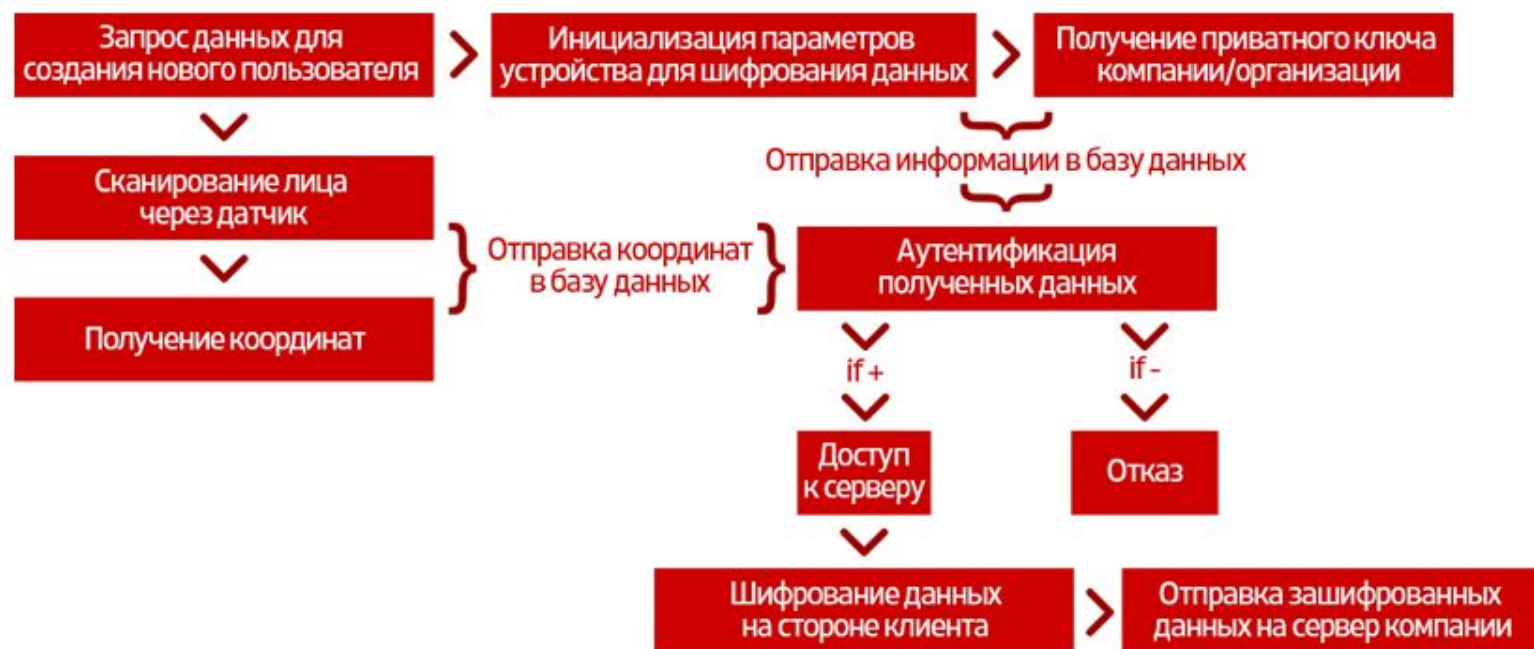 Запрос данных для
создания нового пользователя
Инициализация параметров
устройства для шифрования данных
Получение приватного ключа
компании/организации
Отправка информации в базу данных
Сканирование лица
через датчик
Получение координат
Отправка координат
в базу данных
Аутентификация
полученных данных
if +
if -
Доступ
к серверу
Отказ
Шифрование данных
на стороне клиента
Отправка зашифрованных
данных на сервер компании